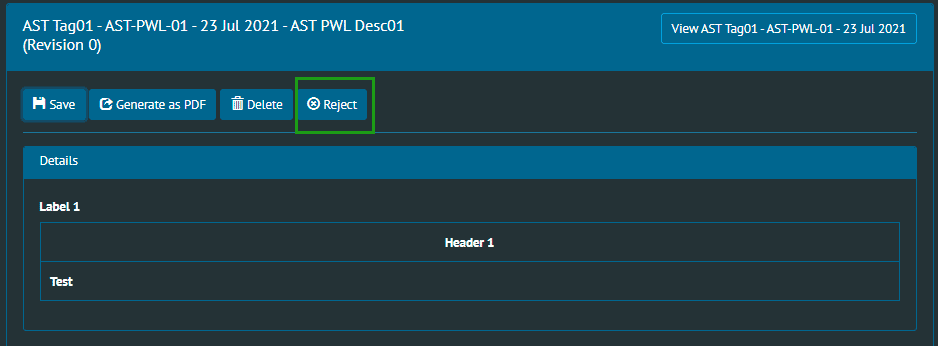 AST Tag01 - AST-PWL-01 - 23 Jul 2021 - AST PWL Desc01
(Revision 0)
View AST Tag01 - AST-PWL-01 - 23 Jul 2021
Save Generate as PDF Delete Reject
Details
Label 1
Header 1
Test